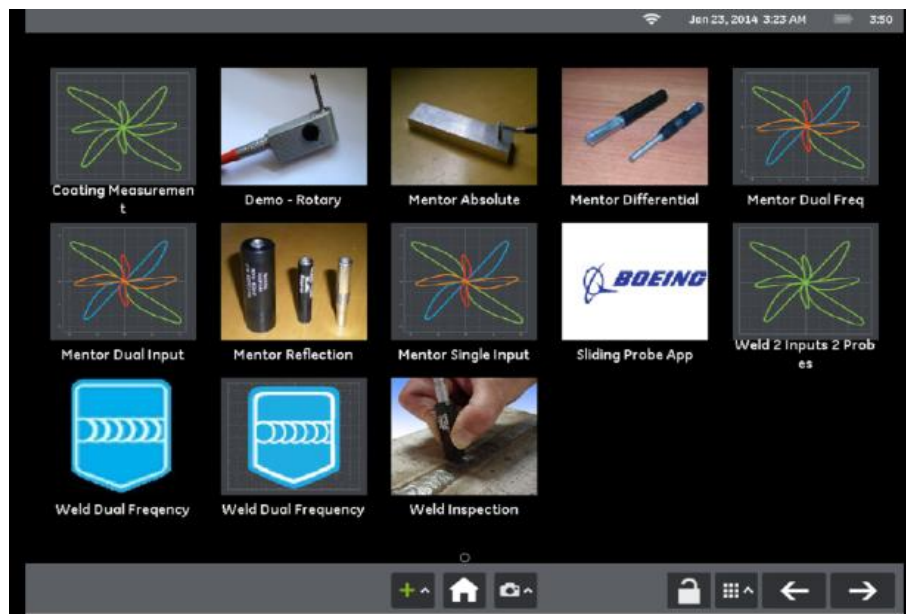 Jan 23, 2014 3:23 AM 3:50
Coating Measuremen
t
Demo - Rotary
Mentor Absolute
Mentor Differential
Mentor Dual Freq
Mentor Dual Input
Mentor Reflection
Mentor Single Input
BOEING
Sliding Probe App
Weld 2 Inputs 2 Prob
es
Weld Dual Freqency
Weld Dual Frequency
Weld Inspection